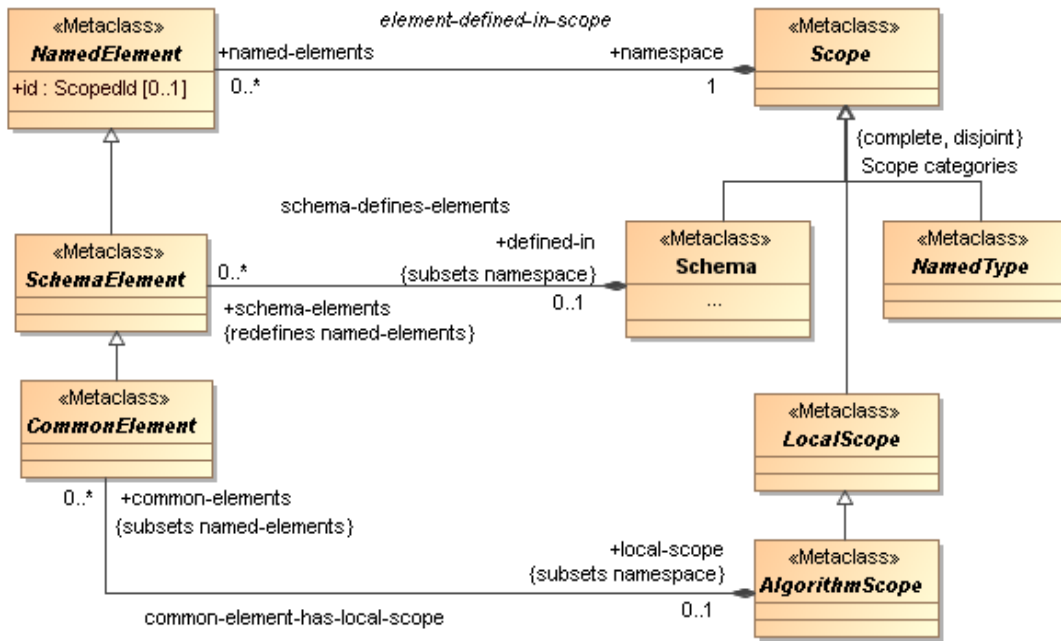 «Metaclass»
NamedElement
+id : ScopedId [0..1]
element-defined-in-scope
+named-elements
0..*
+namespace
1
«Metaclass»
Scope
{complete, disjoint}
Scope categories
schema-defines-elements
«Metaclass»
SchemaElement
0..*
+schema-elements
{redefines named-elements}
+defined-in
{subsets namespace}
0..1
«Metaclass»
Schema
...
«Metaclass»
NamedType
«Metaclass»
CommonElement
«Metaclass»
LocalScope
0..*
+common-elements
{subsets named-elements}
+local-scope
{subsets namespace}
0..1
«Metaclass»
AlgorithmScope
common-element-has-local-scope